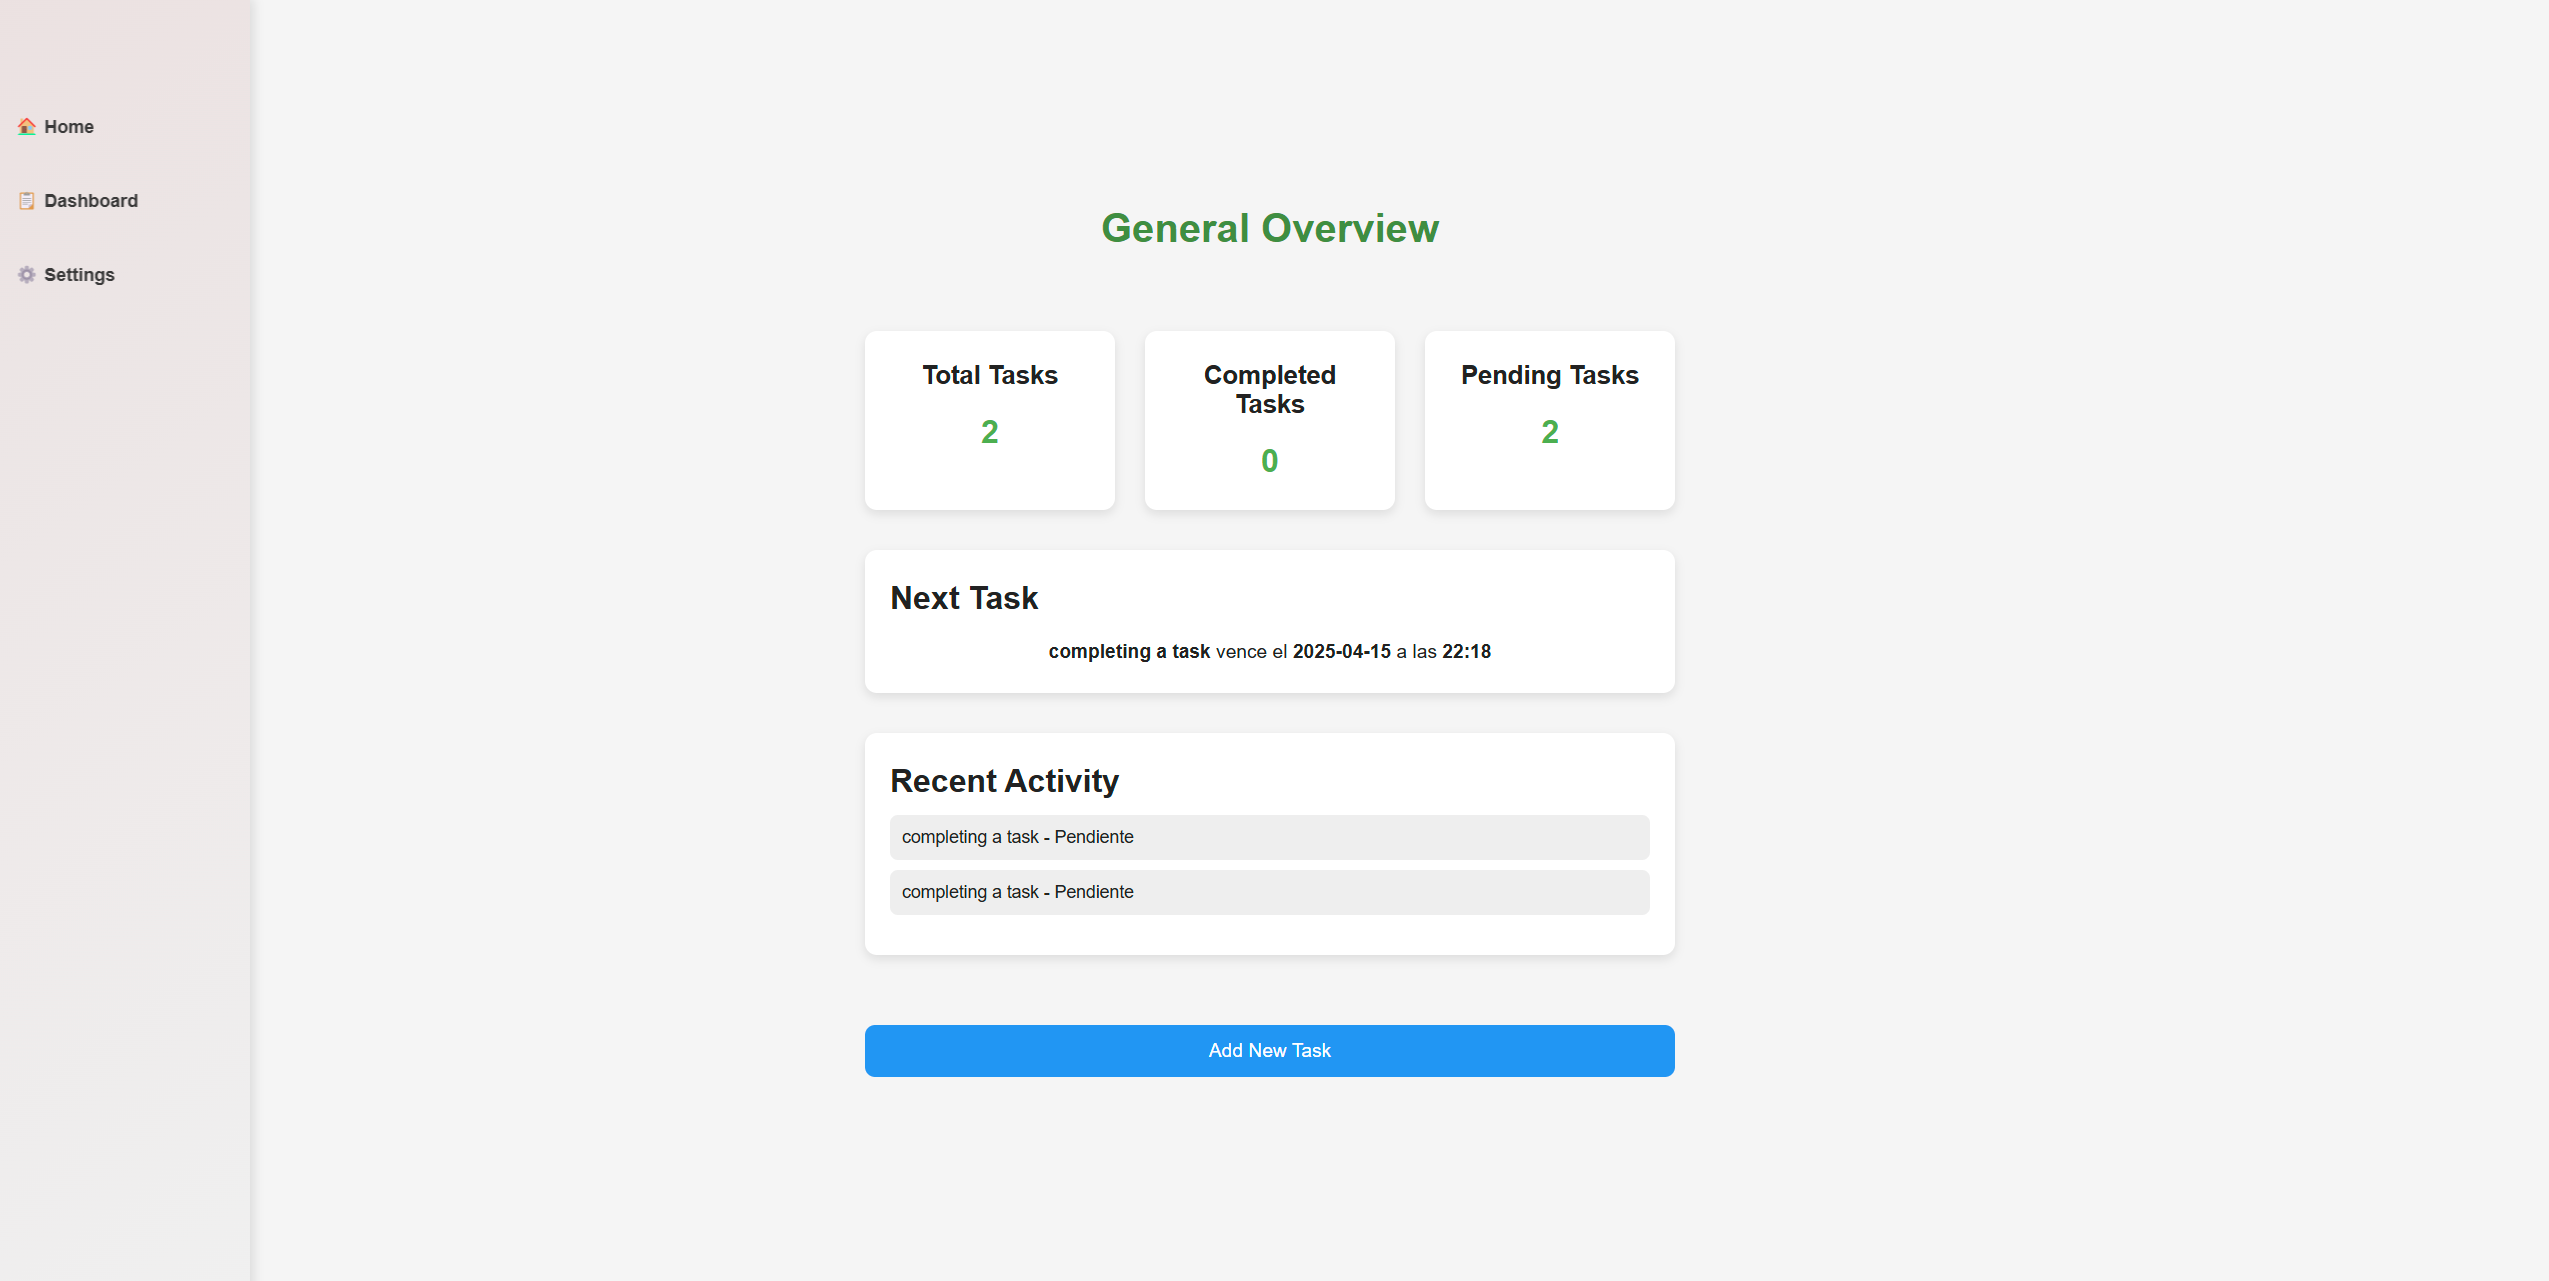 Home
Dashboard
Settings
General Overview
Total Tasks
2
Completed
Tasks
0
Pending Tasks
2
Next Task
completing a task vence el 2025-04-15 a las 22:18
Recent Activity
completing a task - Pendiente
completing a task - Pendiente
Add New Task